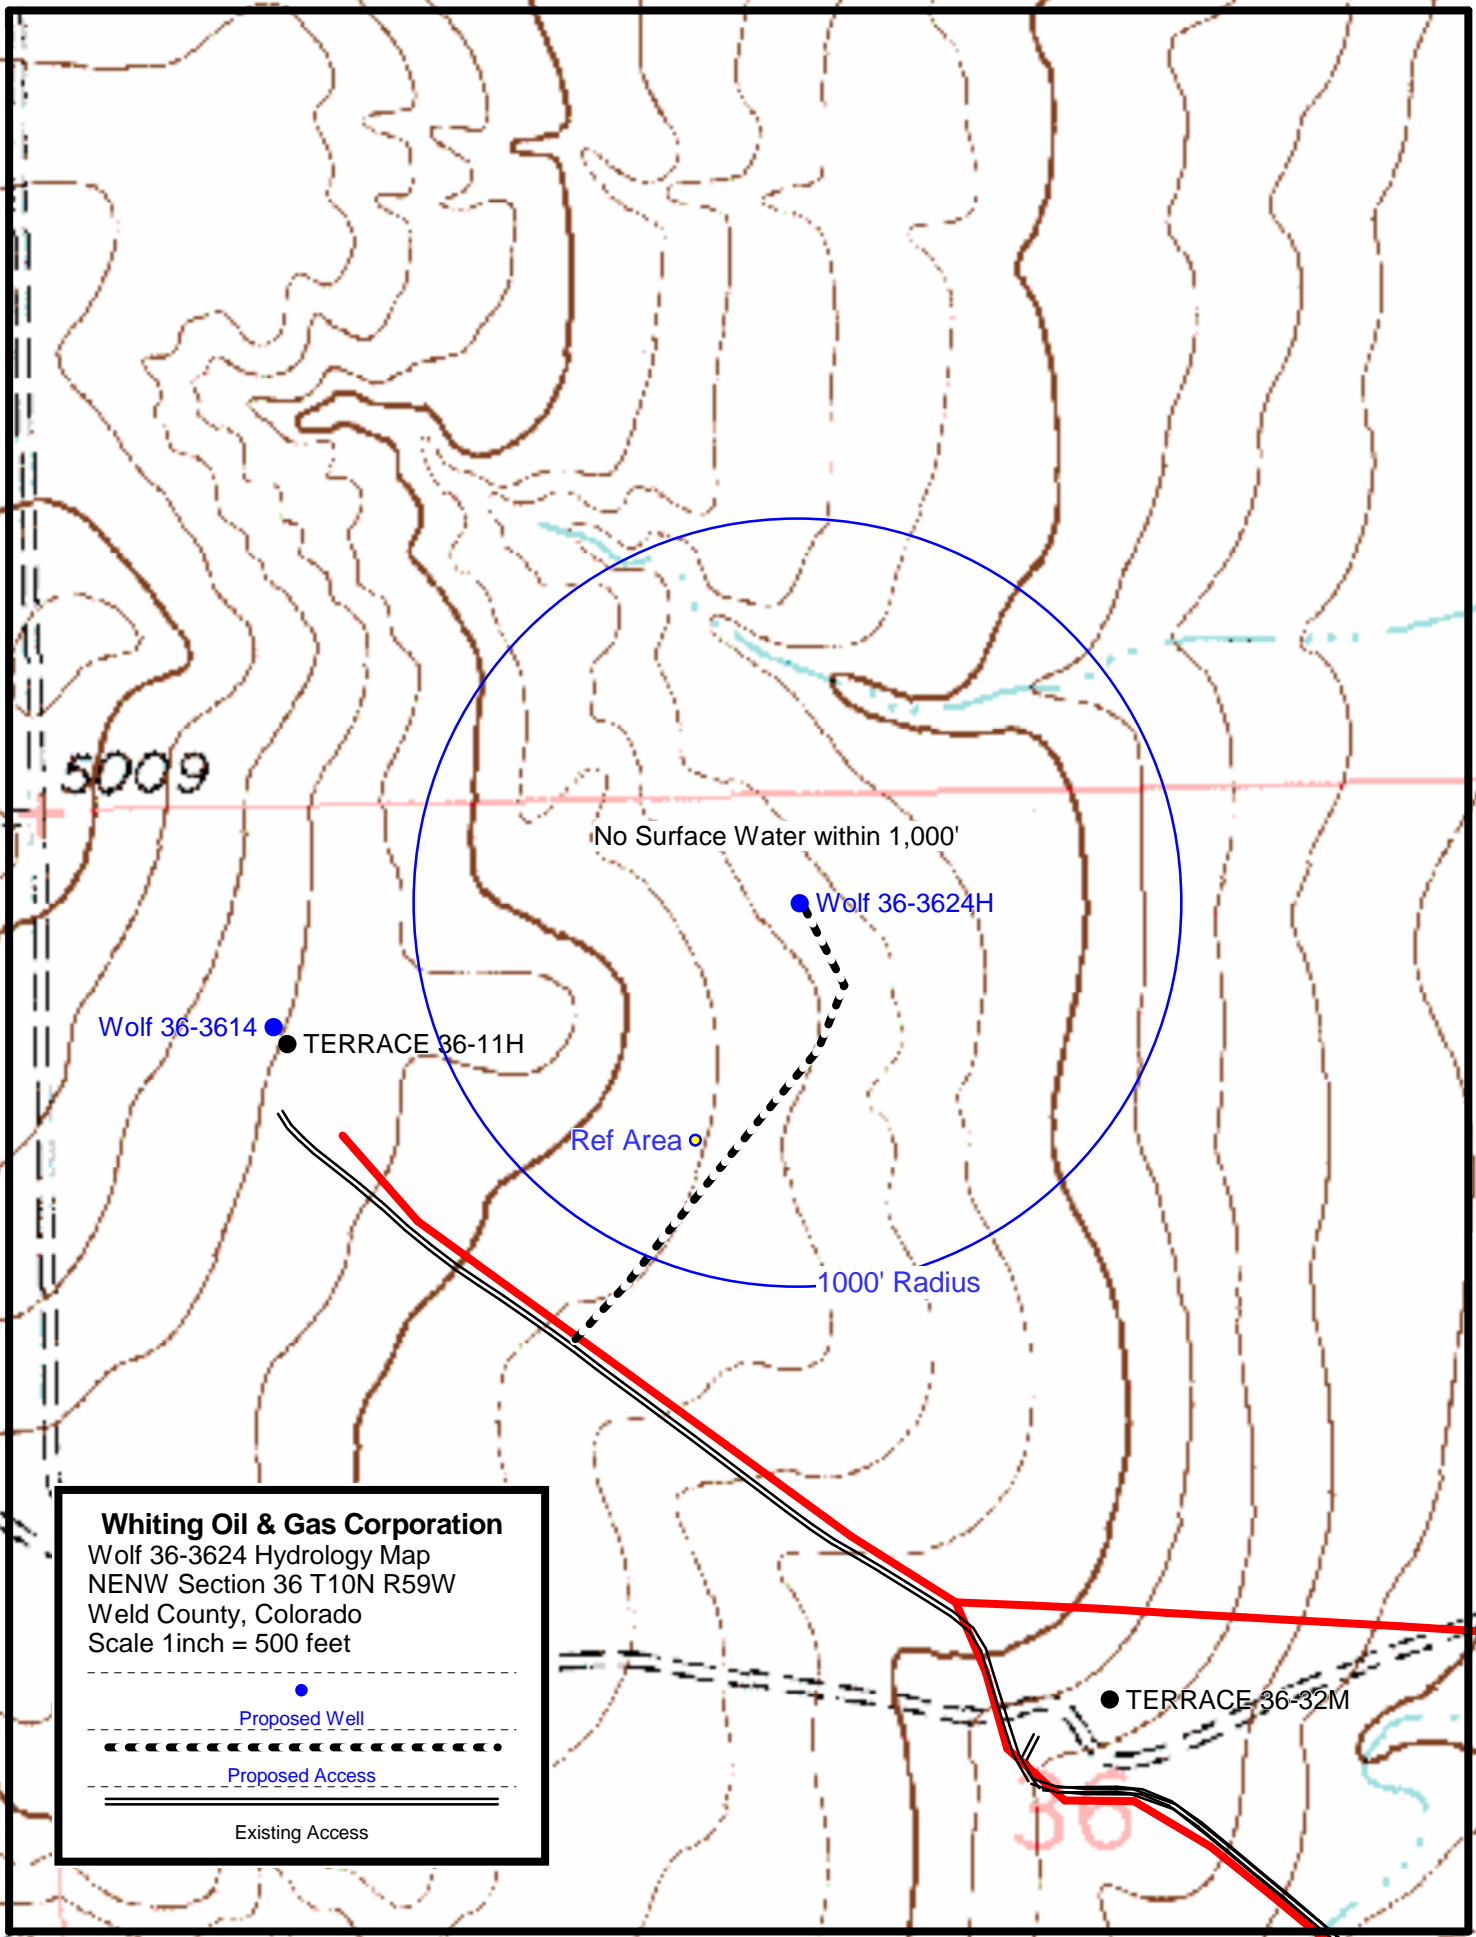 5009
No Surface Water within 1,000'
Wolf 36-3624H
Wolf 36-3614
TERRACE 36-11H
Ref Area
1000' Radius
Whiting Oil & Gas Corporation
Wolf 36-3624 Hydrology Map
NENW Section 36 T10N R59W
Weld County, Colorado
Scale 1inch = 500 feet
Proposed Well
Proposed Access
Existing Access
TERRACE 36-32M
36